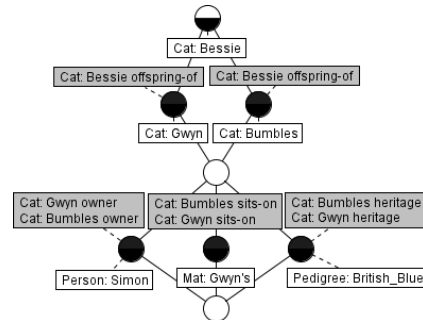 Cat: Bessie
Cat: Bessie offspring-of
Cat: Bessie offspring-of
Cat: Gwyn
Cat: Bumbles
Cat: Gwyn owner
Cat: Bumbles owner
Cat: Bumbles sits-on
Cat: Gwyn sits-on
Cat: Bumbles heritage
Cat: Gwyn heritage
Person: Simon
Mat: Gwyn's
Pedigree: British_Blue